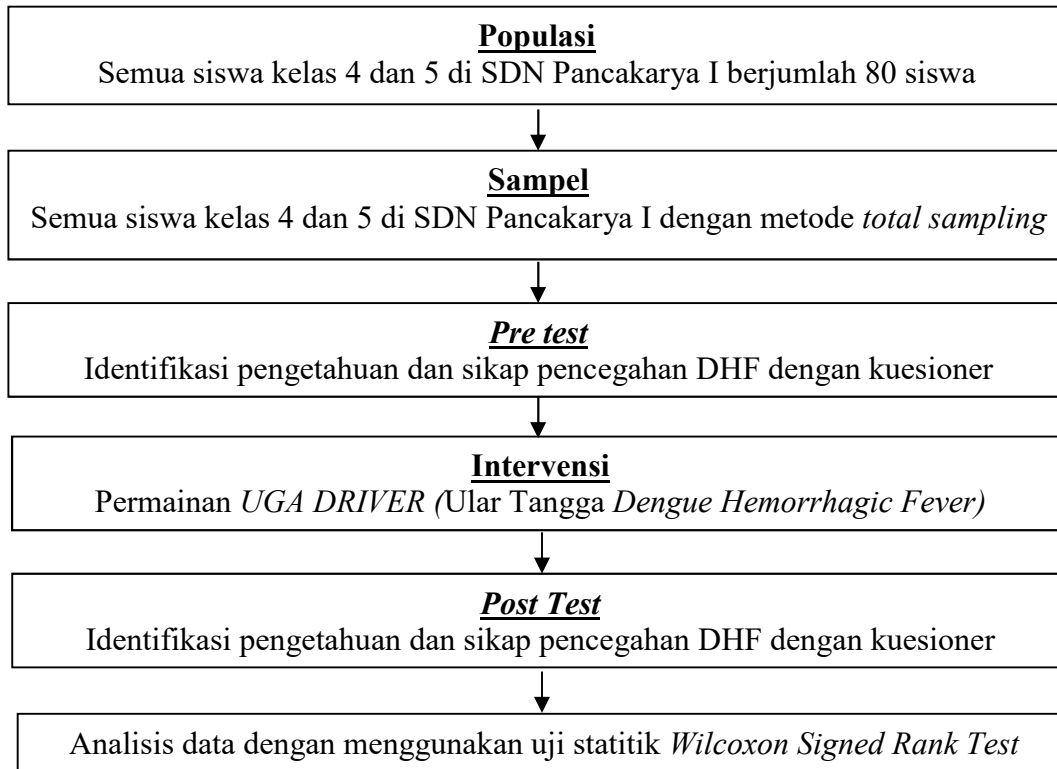 Populasi
Semua siswa kelas 4 dan 5 di SDN Pancakarya I berjumlah 80 siswa
Sampel
Semua siswa kelas 4 dan 5 di SDN Pancakarya I dengan metode total sampling
Pre test
Identifikasi pengetahuan dan sikap pencegahan DHF dengan kuesioner
Intervensi
Permainan UGA DRIVER (Ular Tangga Dengue Hemorrhagic Fever)
Post Test
Identifikasi pengetahuan dan sikap pencegahan DHF dengan kuesioner
Analisis data dengan menggunakan uji statitik Wilcoxon Signed Rank Test